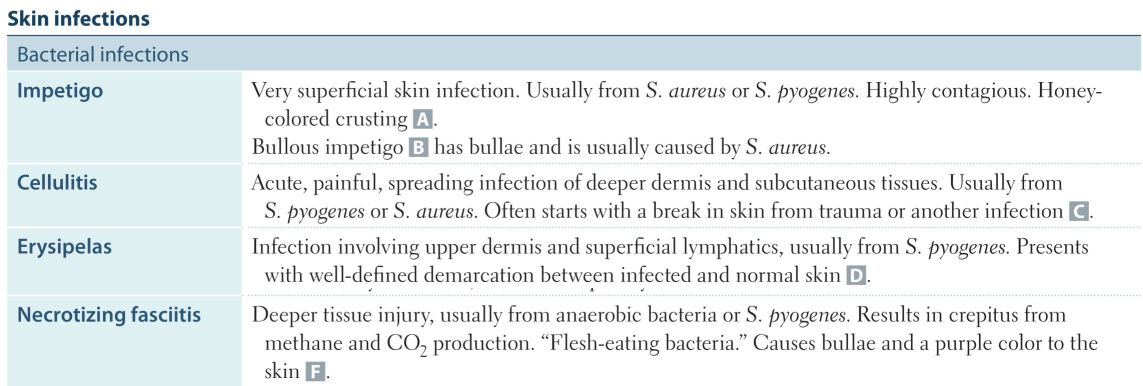 Skin infections
Bacterial infections
Impetigo
Very superficial skin infection. Usually from S. aureus or S. pyogenes. Highly contagious. Honey-
colored crusting A.
Bullous impetigo B has bullae and is usually caused by S. aureus.
Cellulitis
Acute, painful, spreading infection of deeper dermis and subcutaneous tissues. Usually from
S. pyogenes or S. aureus. Often starts with a break in skin from trauma or another infection C.
Erysipelas
Infection involving upper dermis and superficial lymphatics, usually from S. pyogenes. Presents
with well-defined demarcation between infected and normal skin D.
Necrotizing fasciitis
Deeper tissue injury, usually from anaerobic bacteria or S. pyogenes. Results in crepitus from
methane and CO₂ production. “Flesh-eating bacteria.” Causes bullae and a purple color to the
skin F.